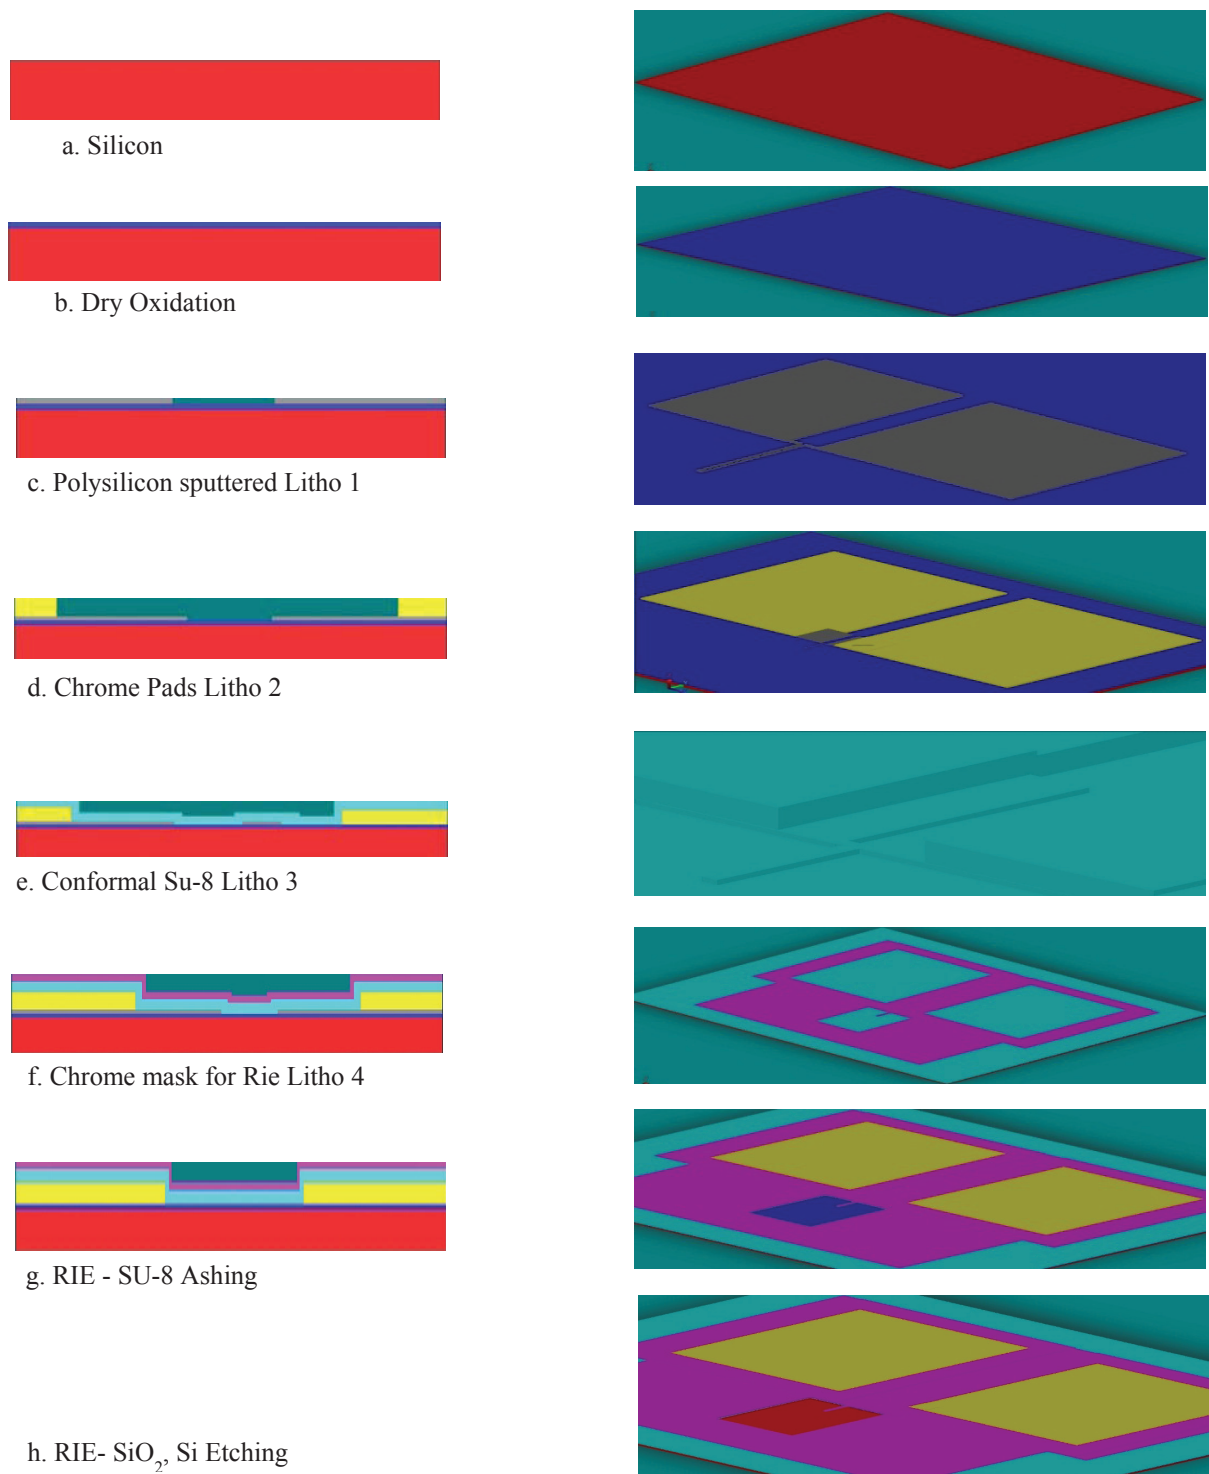 a. Silicon
b. Dry Oxidation
c. Polysilicon sputtered Litho 1
d. Chrome Pads Litho 2
e. Conformal Su-8 Litho 3
f. Chrome mask for Rie Litho 4
g. RIE - SU-8 Ashing
h. RIE- SiO₂, Si Etching